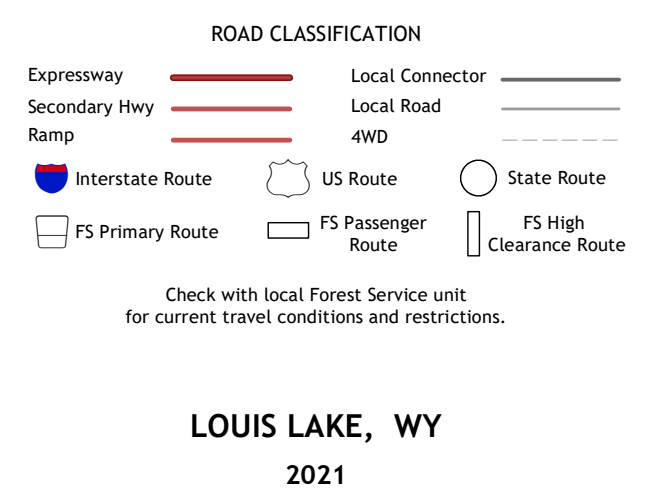 ROAD CLASSIFICATION
Expressway
Local Connector
Secondary Hwy
Local Road
Ramp
4WD
Interstate Route
US Route
State Route
FS Primary Route
FS Passenger
Route
FS High
Clearance Route
Check with local Forest Service unit
for current travel conditions and restrictions.
LOUIS LAKE, WY
2021